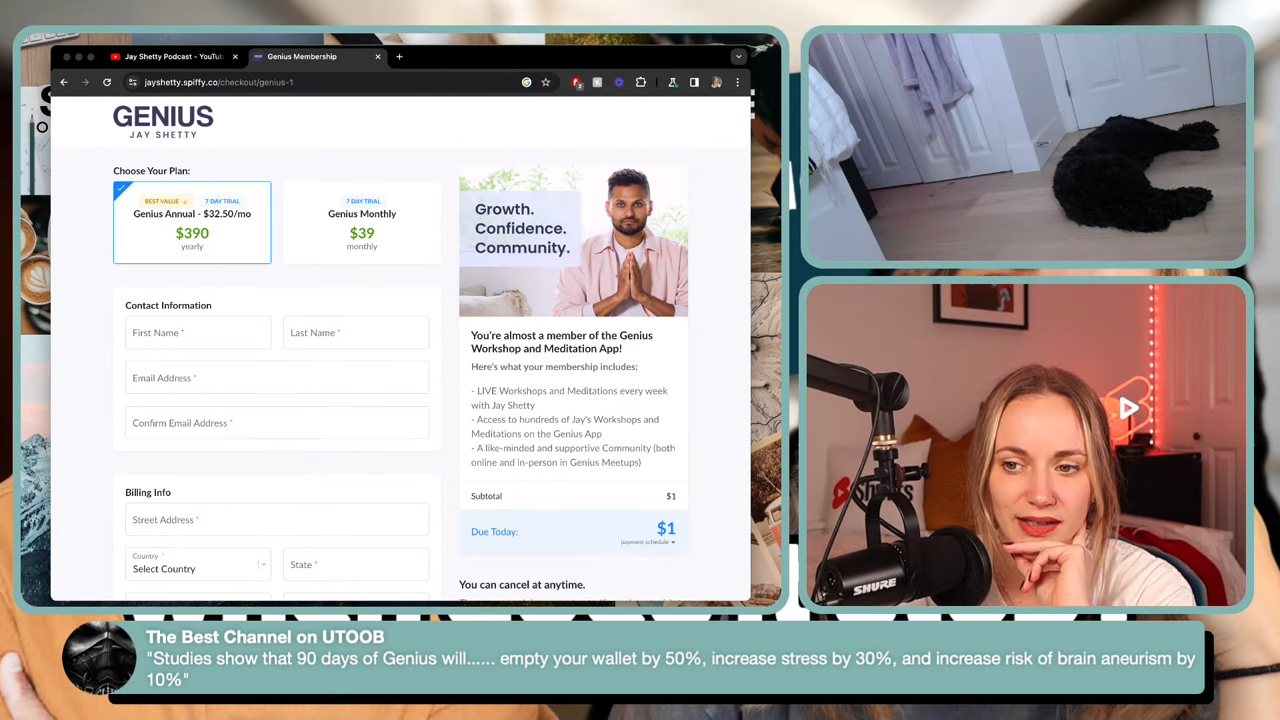 Jay Shetty Podcast - YouTub
Genius Membership
jayshetty.spiffy.co/checkout/genius-1
GENIUS
JAY SHETTY
Choose Your Plan:
BEST VALUE
7 DAY TRIAL
Genius Annual - $32.50/mo
$390
yearly
7 DAY TRIAL
Genius Monthly
$39
monthly
Growth.
Confidence.
Community.
Contact Information
First Name *
Last Name *
Email Address *
Confirm Email Address *
Billing Info
Street Address *
Country *
Select Country
State *
You're almost a member of the Genius
Workshop and Meditation App!
Here's what your membership includes:
- LIVE Workshops and Meditations every week
with Jay Shetty
- Access to hundreds of Jay's Workshops and
Meditations on the Genius App
- A like-minded and supportive Community (both
online and in-person in Genius Meetups)
Subtotal
$1
Due Today:
$1
payment schedule
You can cancel at anytime.
SHURE
The Best Channel on UTOOB
"Studies show that 90 days of Genius will...... empty your wallet by 50%, increase stress by 30%, and increase risk of brain aneurism by
10%"